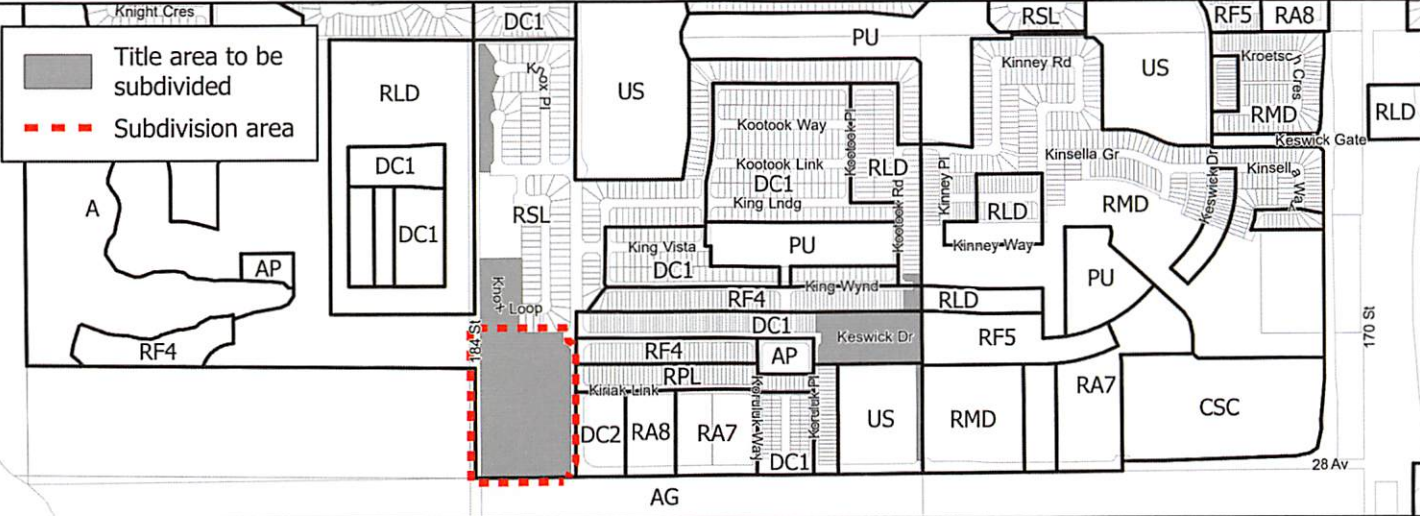 Knight Cres
DC1
RSL
RF5
RA8
PU
Title area to be
subdivided
Subdivision area
RLD
Knox Pl
US
Kinney Rd
US
Kroetsch Cres
RMD
RLD
Kootook Way
Kootook Pl
Keswick Gate
DC1
Kootook Link
RLD
Kinsella Gr
Kinsella Way
DC1
King Lndg
Kootook Rd
Kinney Pl
RLD
RMD
Keswick Dr
A
DC1
RSL
PU
Kinney Way
King Vista
DC1
AP
PU
Knox Loop
King Wynd
RF4
RLD
184 St
DC1
Keswick Dr
RF5
170 St
RF4
RF4
AP
RPL
Kiriak Link
Koruluk Way
Koruluk Pl
RA7
CSC
DC2
RA8
RA7
DC1
US
RMD
28 Av
AG